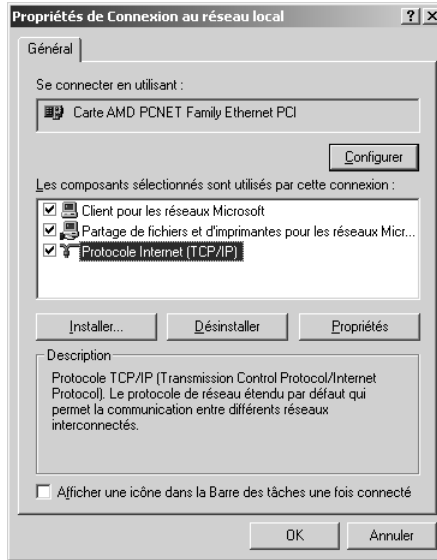 Propriétés de Connexion au réseau local
Général
Se connecter en utilisant :
Carte AMD PCNET Family Ethernet PCI
Configurer
Les composants sélectionnés sont utilisés par cette connexion :
Client pour les réseaux Microsoft
Partage de fichiers et d'imprimantes pour les réseaux Micr...
Protocole Internet (TCP/IP)
Installer... Désinstaller Propriétés
Description
Protocole TCP/IP (Transmission Control Protocol/Internet
Protocol). Le protocole de réseau étendu par défaut qui
permet la communication entre différents réseaux
interconnectés.
Afficher une icône dans la Barre des tâches une fois connecté
OK Annuler